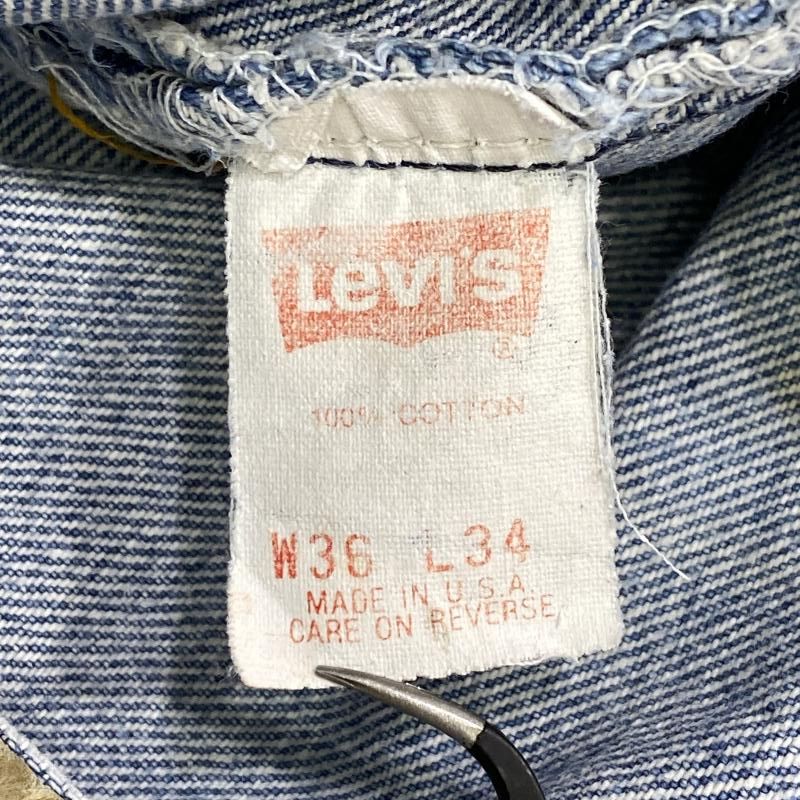 Levi's
®
100% COTTON
W36 L34
MADE IN U.S.A.
CARE ON REVERSE